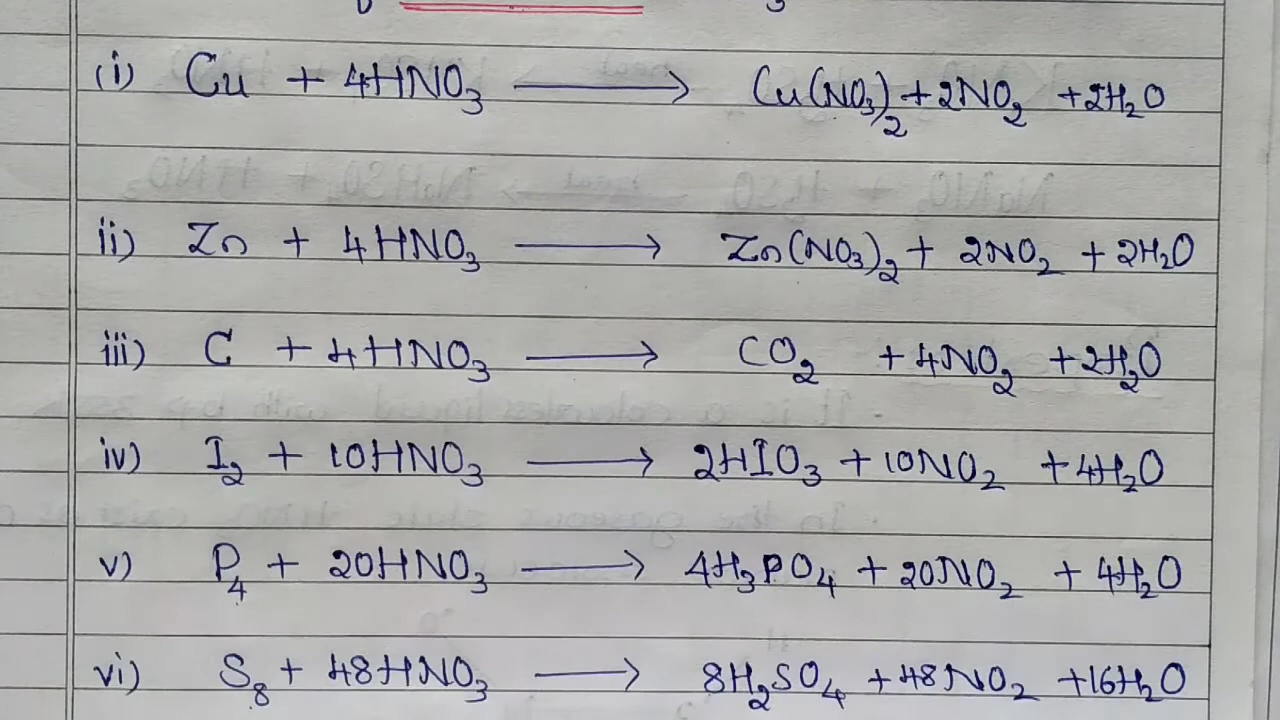 (i) Cu + 4HNO₃ ⟶ Cu(NO₃)₂ + 2NO₂ + 2H₂O
ii) Zn + 4HNO₃ ⟶ Zn(NO₃)₂ + 2NO₂ + 2H₂O
iii) C + 4HNO₃ ⟶ CO₂ + 4NO₂ + 2H₂O
iv) I₂ + 10HNO₃ ⟶ 2HIO₃ + 10NO₂ + 4H₂O
v) P₄ + 20HNO₃ ⟶ 4H₃PO₄ + 20NO₂ + 4H₂O
vi) S₈ + 48HNO₃ ⟶ 8H₂SO₄ + 48NO₂ + 16H₂O